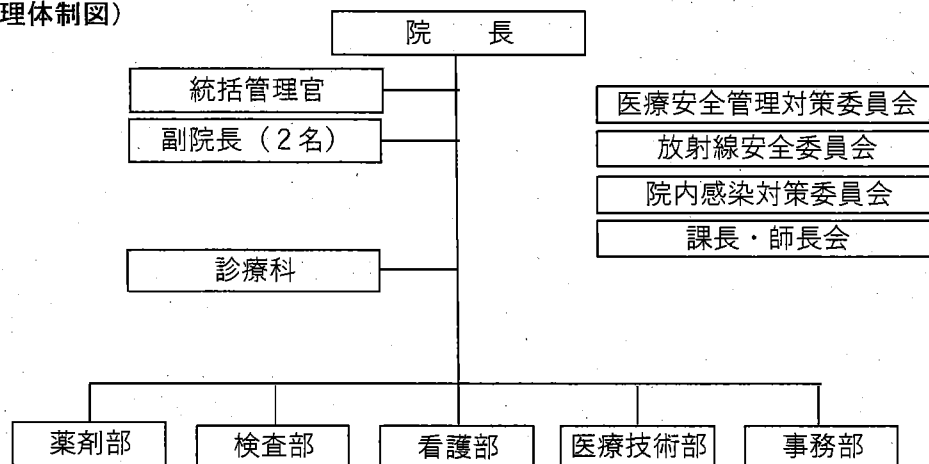 理体制図）
院　長
統括管理官
副院長（２名）
医療安全管理対策委員会
放射線安全委員会
院内感染対策委員会
課長・師長会
診療科
薬剤部
検査部
看護部
医療技術部
事務部